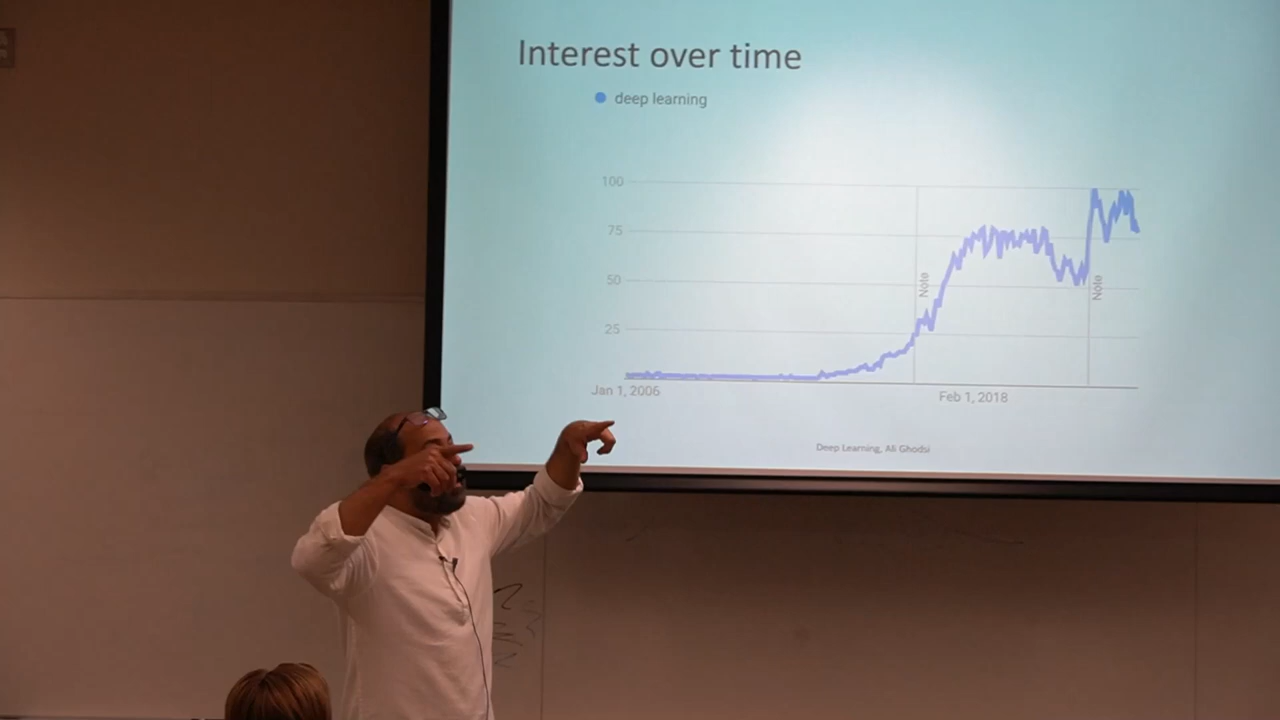 Interest over time
deep learning
100
75
50
25
Note
Note
Jan 1, 2006
Feb 1, 2018
Deep Learning, Ali Ghodsi